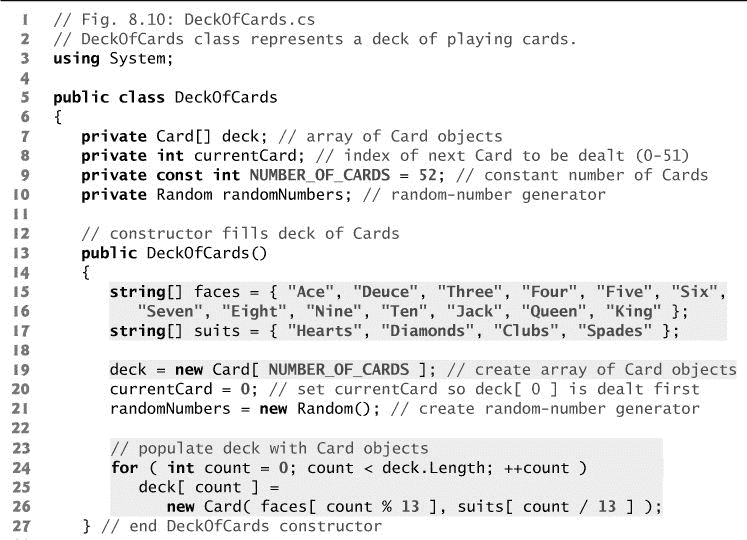 1 // Fig. 8.10: DeckOfCards.cs
2 // DeckOfCards class represents a deck of playing cards.
3 using System;
4
5 public class DeckOfCards
6 {
7 private Card[] deck; // array of Card objects
8 private int currentCard; // index of next Card to be dealt (0-51)
9 private const int NUMBER_OF_CARDS = 52; // constant number of Cards
10 private Random randomNumbers; // random-number generator
11
12 // constructor fills deck of Cards
13 public DeckOfCards()
14 {
15 string[] faces = { "Ace", "Deuce", "Three", "Four", "Five", "Six",
16 "Seven", "Eight", "Nine", "Ten", "Jack", "Queen", "King" };
17 string[] suits = { "Hearts", "Diamonds", "Clubs", "Spades" };
18
19 deck = new Card[ NUMBER_OF_CARDS ]; // create array of Card objects
20 currentCard = 0; // set currentCard so deck[ 0 ] is dealt first
21 randomNumbers = new Random(); // create random-number generator
22
23 // populate deck with Card objects
24 for ( int count = 0; count < deck.Length; ++count )
25 deck[ count ] =
26 new Card( faces[ count % 13 ], suits[ count / 13 ] );
27 } // end DeckOfCards constructor